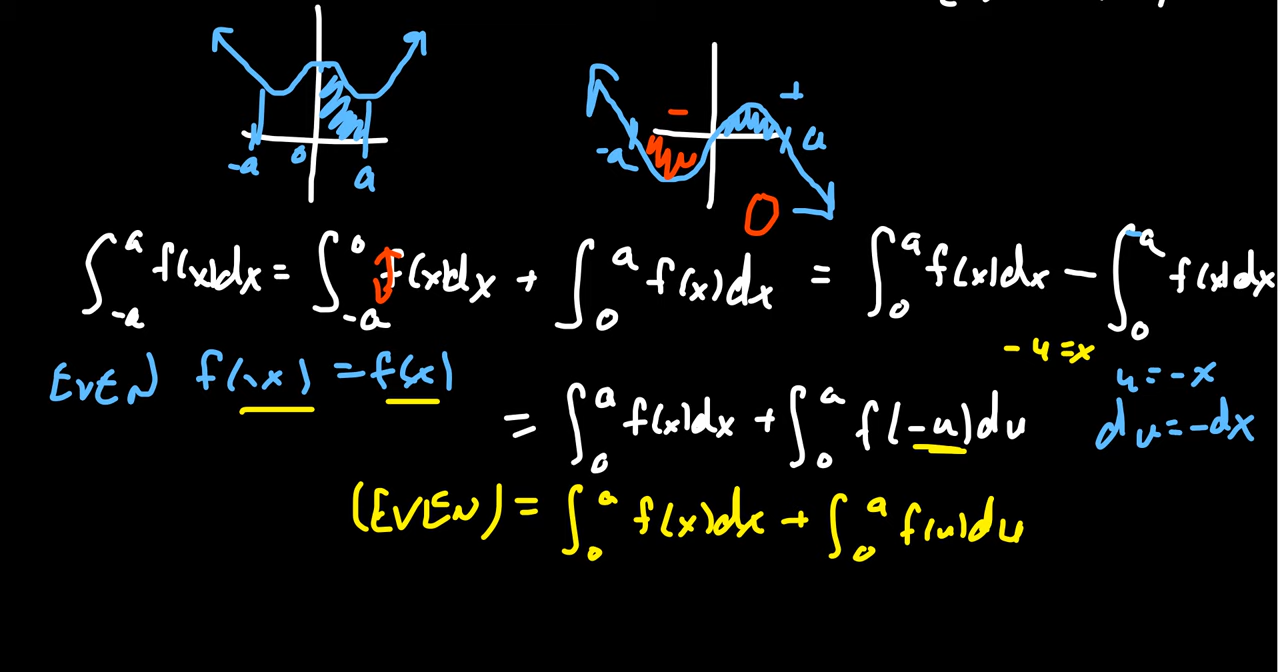 -a 0 a
- + -a a
0
∫_{-a}^{a} f(x)dx = ∫_{-a}^{0} f(x)dx + ∫_{0}^{a} f(x)dx = ∫_{0}^{a} f(x)dx - ∫_{0}^{-a} f(x)dx
-u = x
EVEN f(-x) = f(x) u = -x
= ∫_{0}^{a} f(x)dx + ∫_{0}^{a} f(-u)du du = -dx
(EVEN) = ∫_{0}^{a} f(x)dx + ∫_{0}^{a} f(u)du